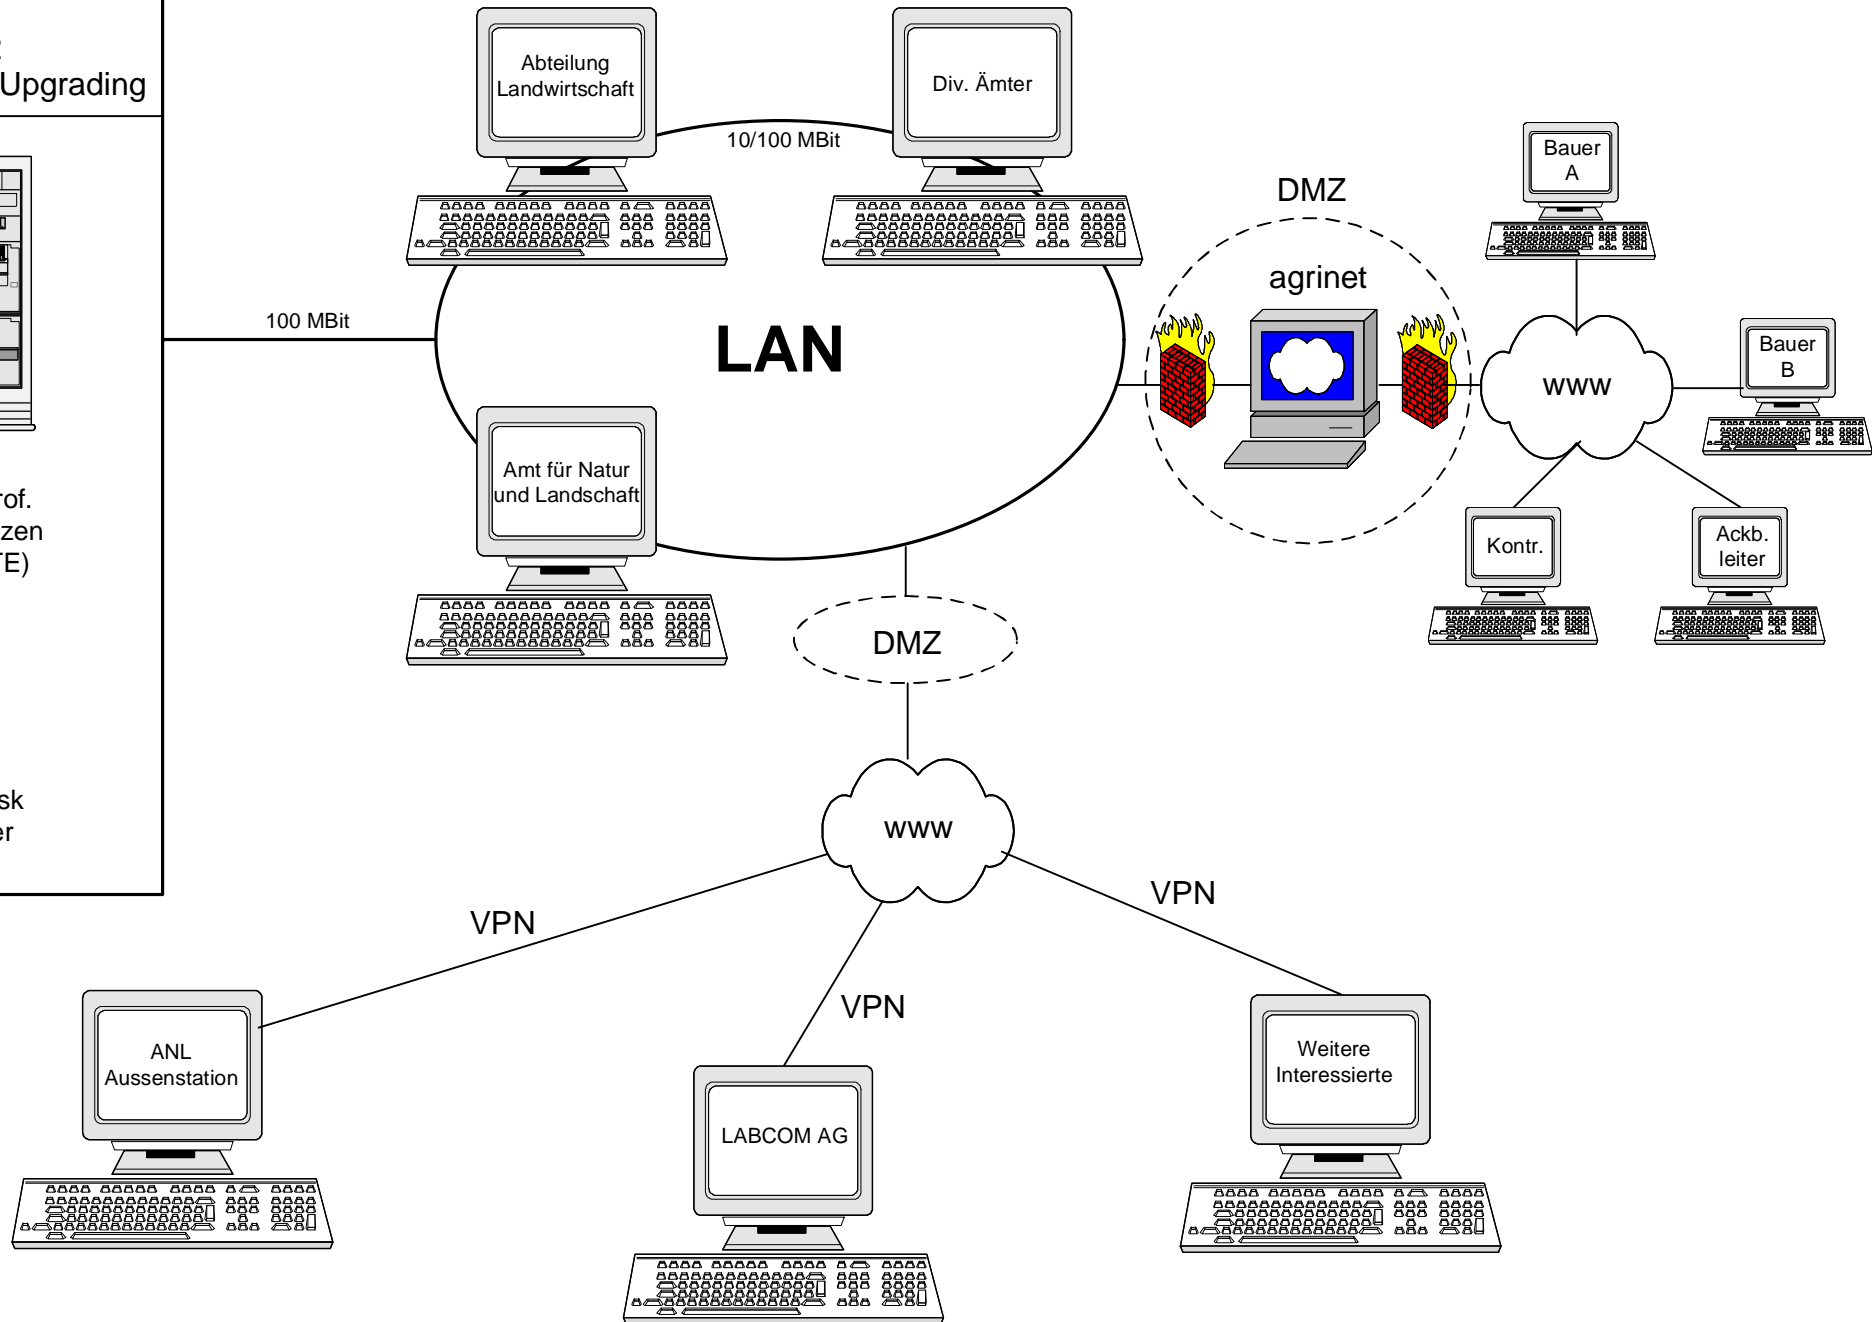 Upgrading
Abteilung
Landwirtschaft
Div. Ämter
10/100 MBit
100 MBit
LAN
Amt für Natur
und Landschaft
DMZ
agrinet
Bauer
A
Bauer
B
www
Kontr.
Ackb.
leiter
DMZ
www
VPN
VPN
VPN
ANL
Aussenstation
LABCOM AG
Weitere
Interessierte